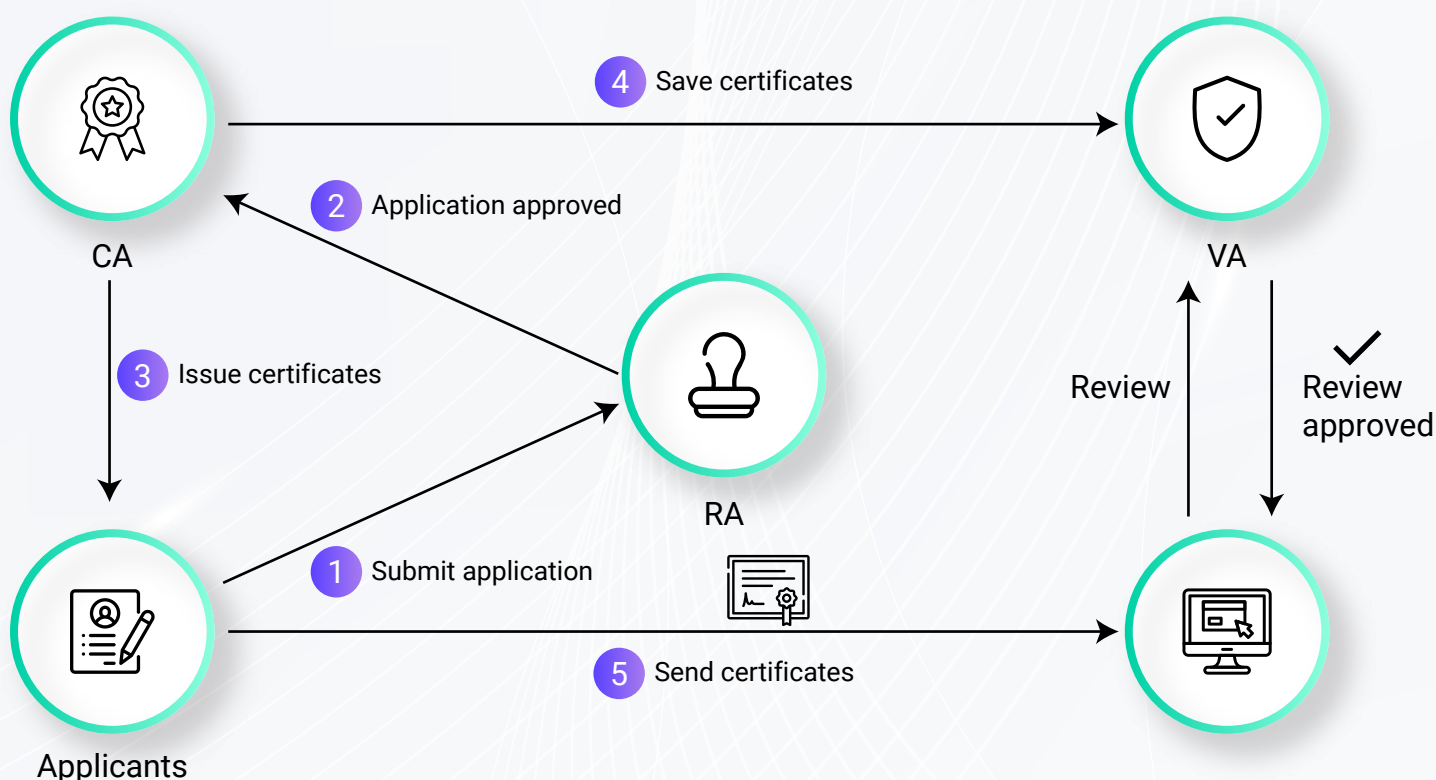 4 Save certificates
2 Application approved
CA
VA
3 Issue certificates
Review
Review
approved
RA
1 Submit application
5 Send certificates
Applicants